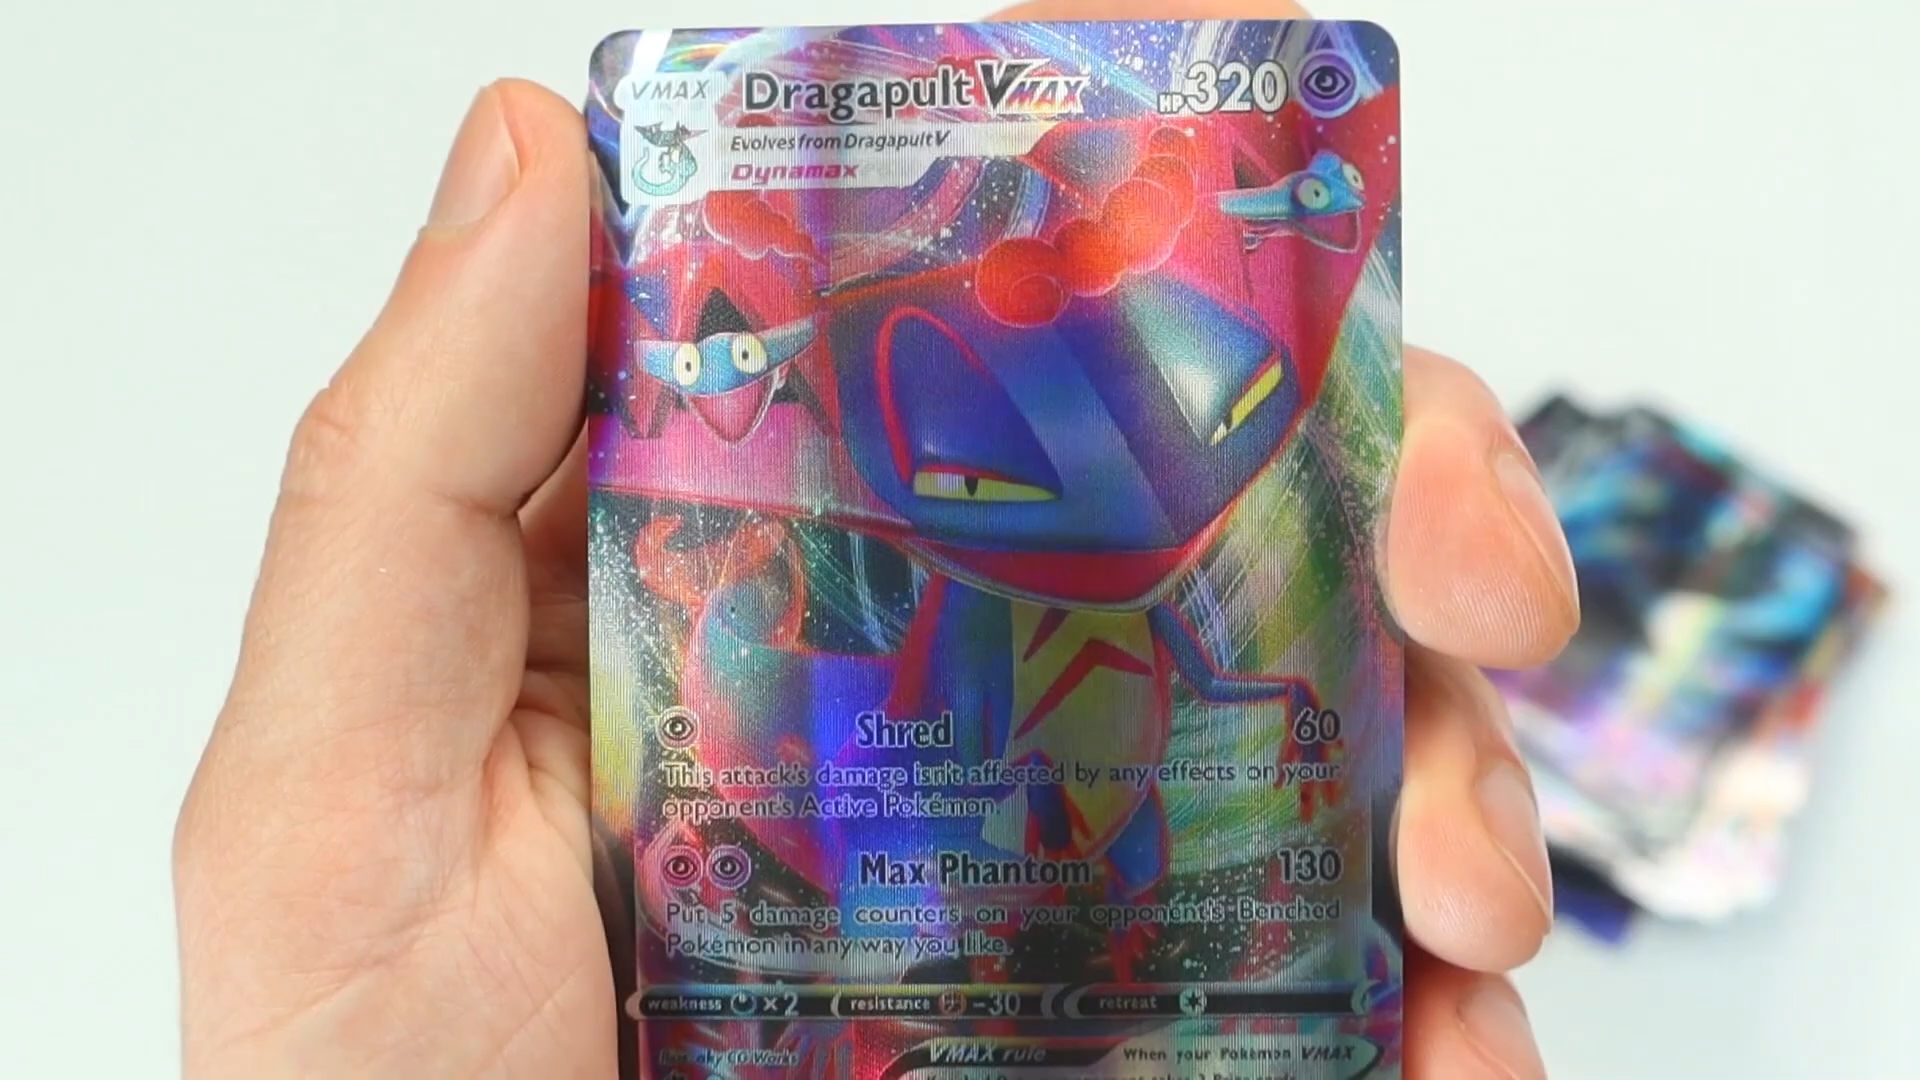 VMAX Dragapult VMAX HP 320
Evolves from Dragapult V
Dynamax
Shred 60
This attack's damage isn't affected by any effects on your
opponent's Active Pokémon.
Max Phantom 130
Put 5 damage counters on your opponent's Benched
Pokémon in any way you like.
weakness ×2 resistance -30 retreat
VMAX rule When your Pokémon VMAX